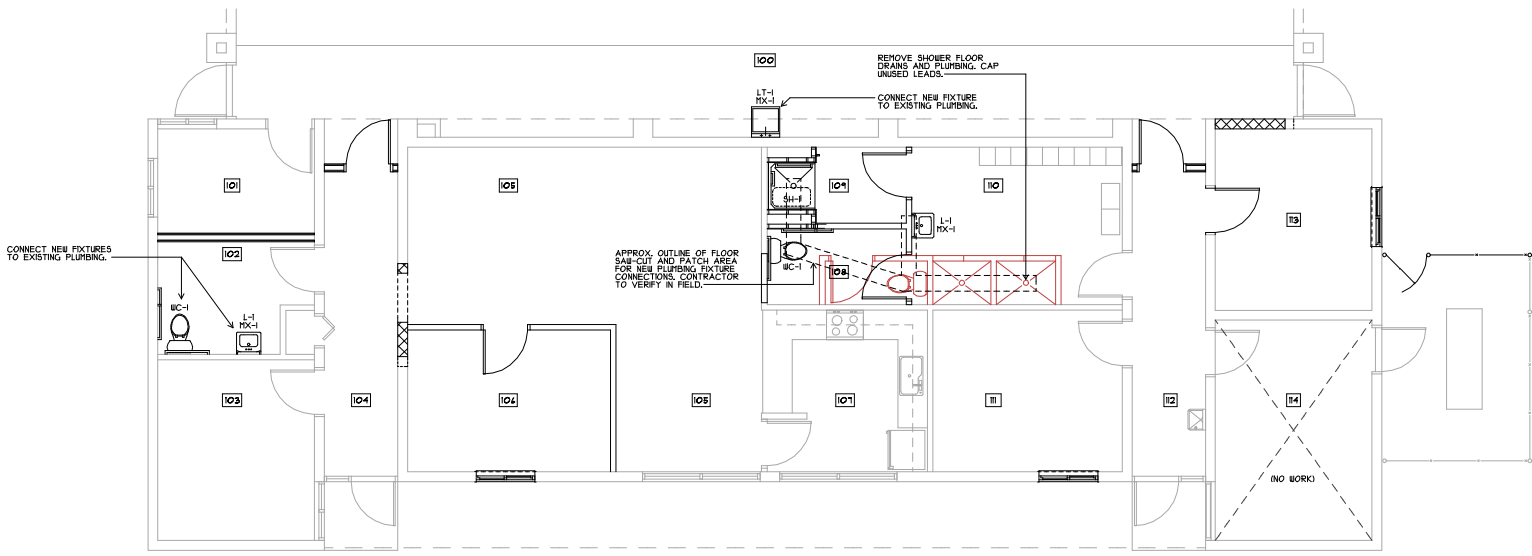 100
REMOVE SHOWER FLOOR
DRAINS AND PLUMBING. CAP
UNUSED LEADS.
LT-1
MX-1
CONNECT NEW FIXTURE
TO EXISTING PLUMBING.
101
105
109
110
SH-1
113
L-1
MX-1
CONNECT NEW FIXTURES
TO EXISTING PLUMBING.
102
APPROX. OUTLINE OF FLOOR
SAW-CUT AND PATCH AREA
FOR NEW PLUMBING FIXTURE
CONNECTIONS. CONTRACTOR
TO VERIFY IN FIELD.
WC-1
108
WC-1
L-1
MX-1
103
104
106
105
107
111
112
114
(NO WORK)